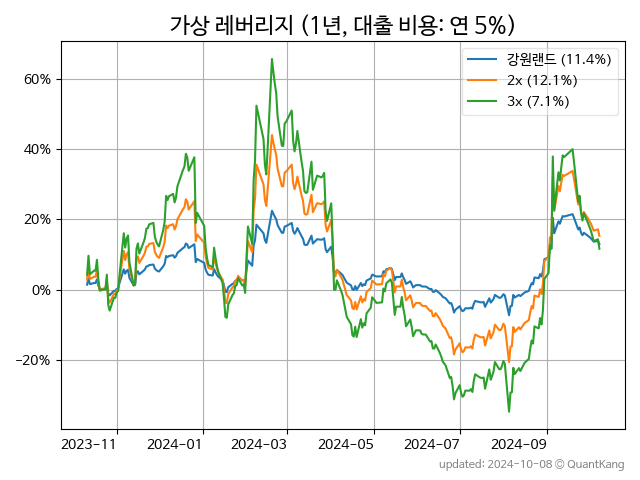 가상 레버리지 (1년, 대출 비용: 연 5%)
강원랜드 (11.4%)
2x (12.1%)
3x (7.1%)
60%
40%
20%
0%
−20%
2023-11
2024-01
2024-03
2024-05
2024-07
2024-09
updated: 2024-10-08 © QuantKang